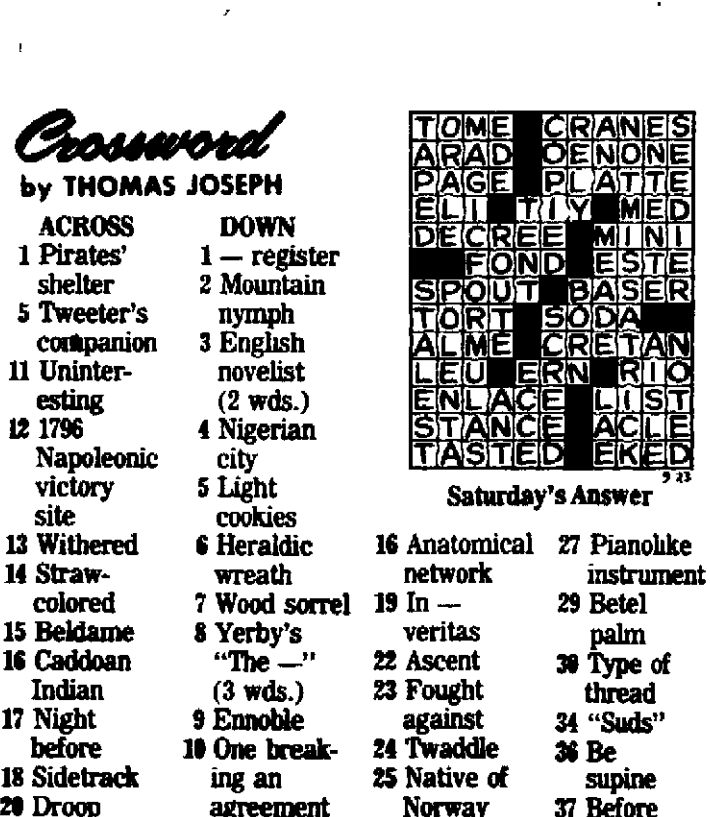 Crossword
by THOMAS JOSEPH
ACROSS
1 Pirates'
shelter
5 Tweeter's
companion
11 Uninter-
esting
12 1796
Napoleonic
victory
site
13 Withered
14 Straw-
colored
15 Beldame
16 Caddoan
Indian
17 Night
before
18 Sidetrack
20 Droop
DOWN
1 — register
2 Mountain
nymph
3 English
novelist
(2 wds.)
4 Nigerian
city
5 Light
cookies
6 Heraldic
wreath
7 Wood sorrel
8 Yerby's
"The —"
(3 wds.)
9 Ennoble
10 One break-
ing an
agreement
TOME CRANES
ARAD OENONE
PAGE PLATTE
ELI TIY MED
DECREE MINI
FOND ESTE
SPOUT BASER
TORT SODA
ALME CRETAN
LEU ERN RIO
ENLACE LIST
STANCE ACLE
TASTED EKED
9 23
Saturday's Answer
16 Anatomical
network
19 In —
veritas
22 Ascent
23 Fought
against
24 Twaddle
25 Native of
Norway
27 Pianolike
instrument
29 Betel
palm
30 Type of
thread
34 "Suds"
36 Be
supine
37 Before